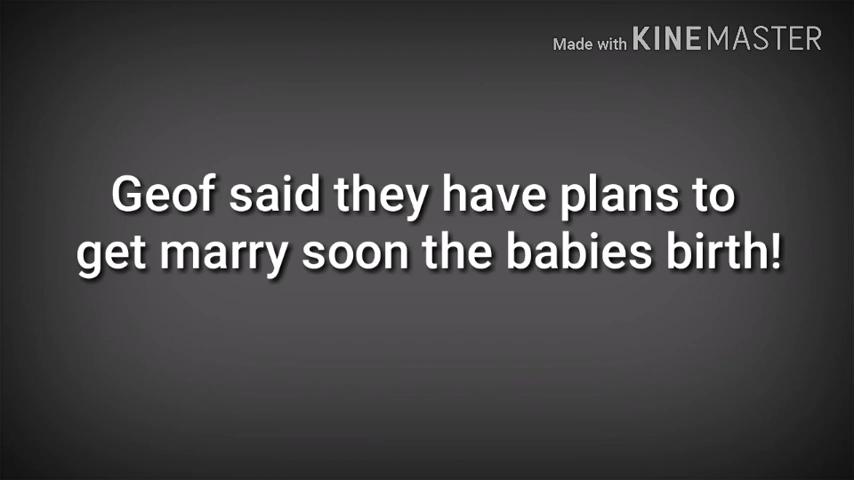 Made with KINEMASTER
Geof said they have plans to
get marry soon the babies birth!